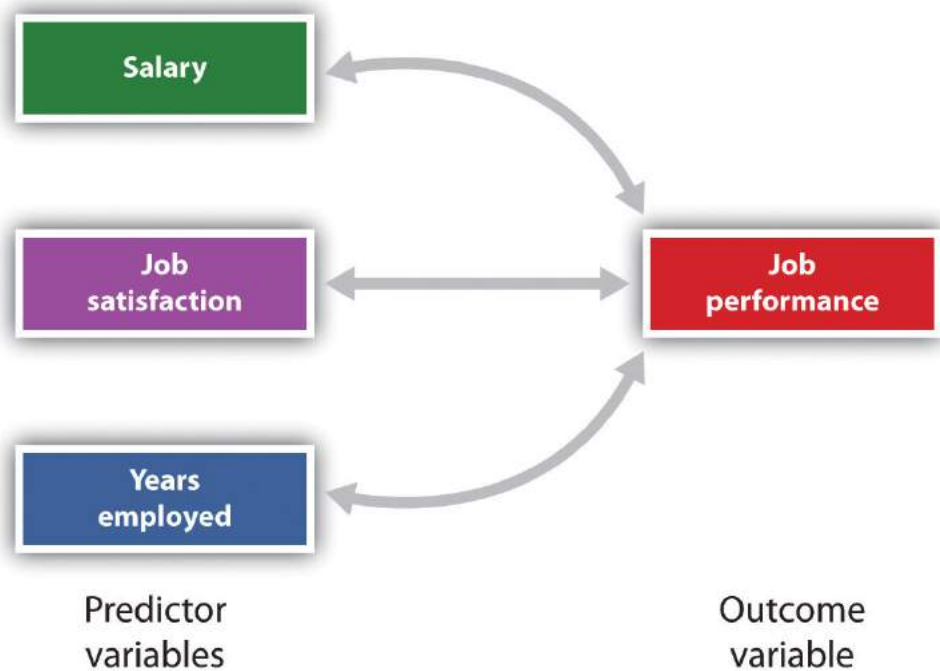 Salary
Job
satisfaction
Job
performance
Years
employed
Predictor
variables
Outcome
variable